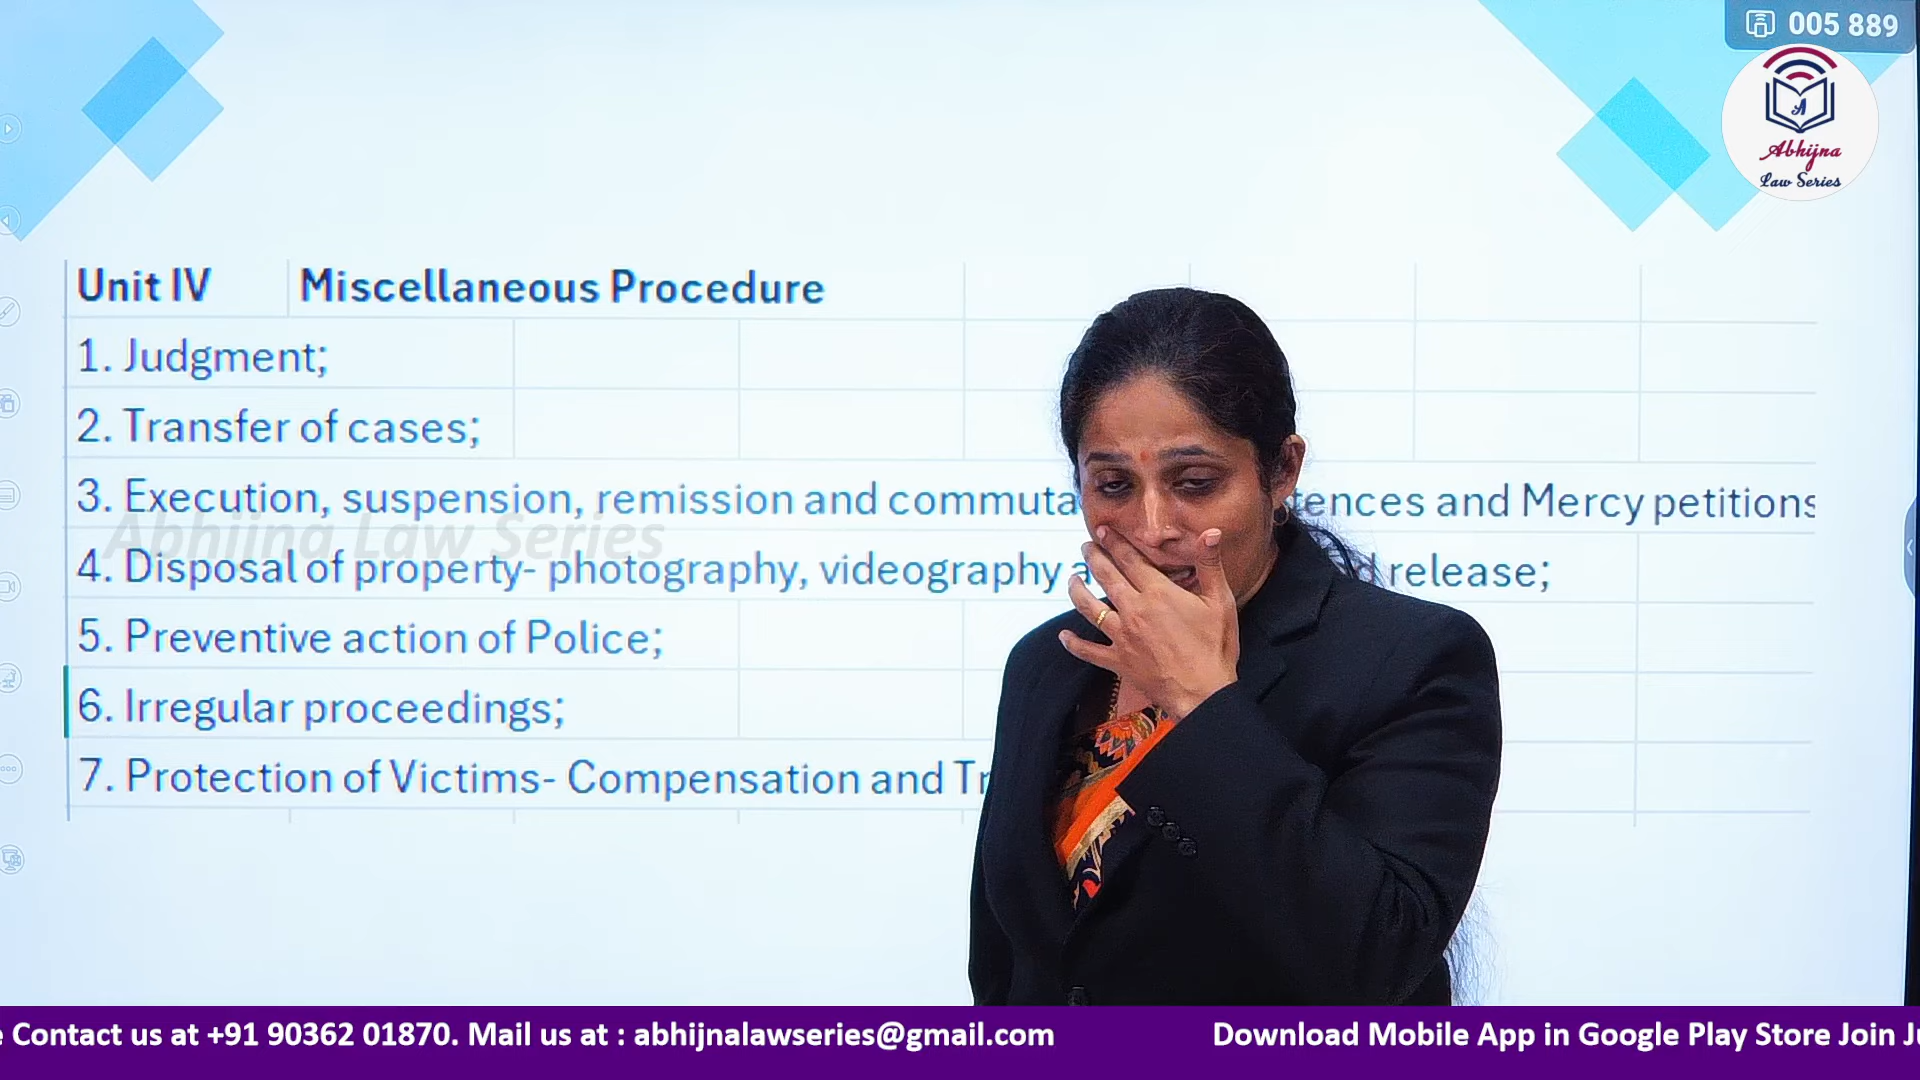 005 889
A
Abhijna
Law Series
Unit IV Miscellaneous Procedure
1. Judgment;
2. Transfer of cases;
3. Execution, suspension, remission and commuta tences and Mercy petitions
Abhijna Law Series
4. Disposal of property- photography, videography a d release;
5. Preventive action of Police;
6. Irregular proceedings;
7. Protection of Victims- Compensation and Tr
e Contact us at +91 90362 01870. Mail us at : abhijnalawseries@gmail.com Download Mobile App in Google Play Store Join Ju